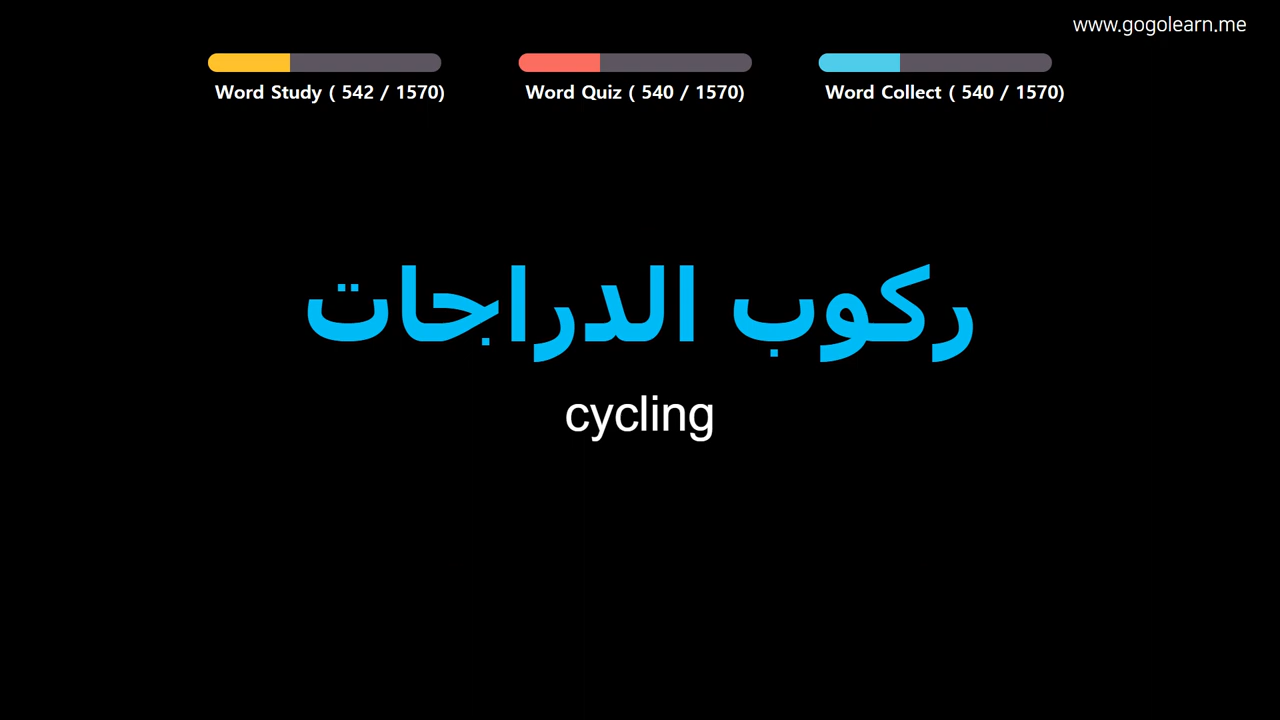 www.gogolearn.me
Word Study ( 542 / 1570)
Word Quiz ( 540 / 1570)
Word Collect ( 540 / 1570)
ركوب الدراجات
cycling